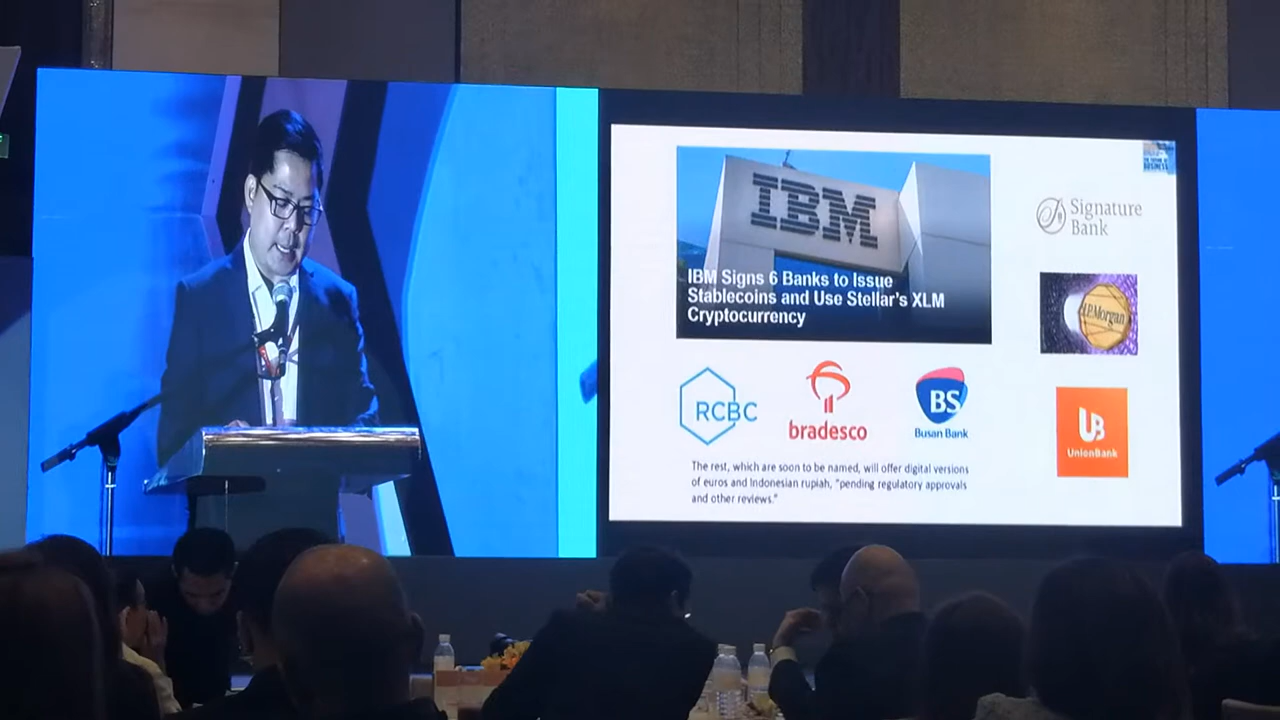 IBM
IBM Signs 6 Banks to Issue
Stablecoins and Use Stellar's XLM
Cryptocurrency
Signature
Bank
J.P.Morgan
RCBC
bradesco
BS
Busan Bank
UB
UnionBank
The rest, which are soon to be named, will offer digital versions
of euros and Indonesian rupiah, "pending regulatory approvals
and other reviews."